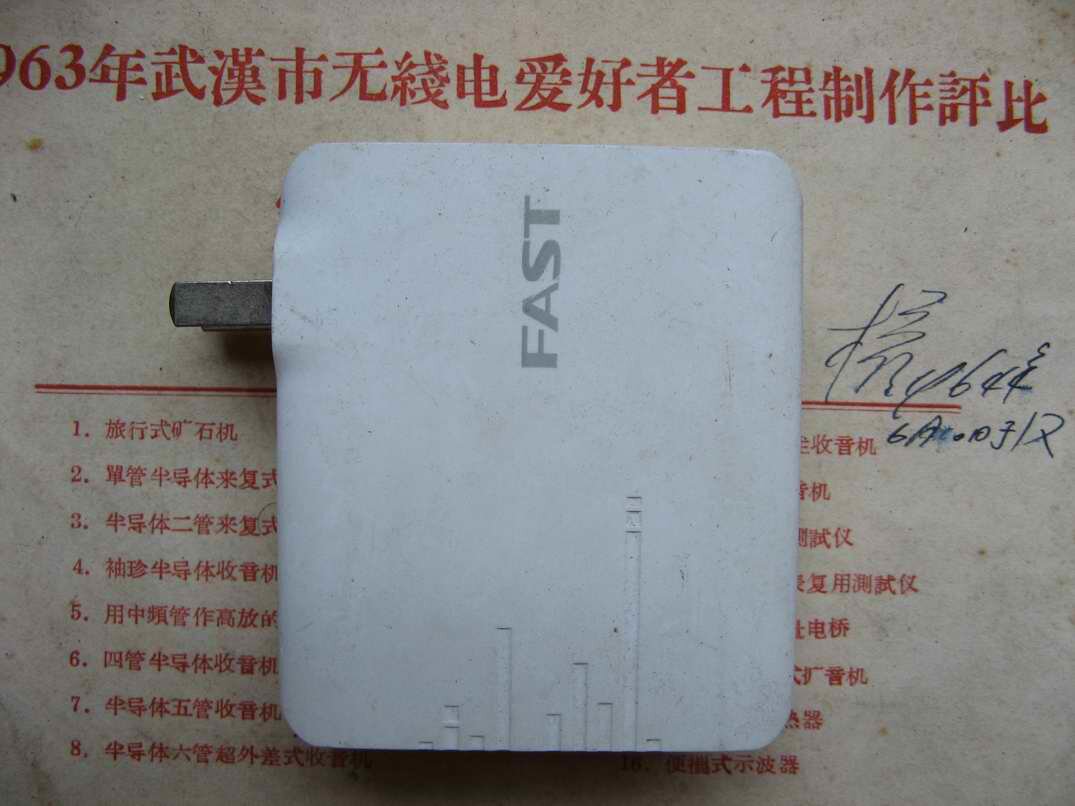 963年武漢市无綫电爱好者工程制作評比
FAST
1. 旅行式矿石机
2. 單管半导体来复式
3. 半导体二管来复式
4. 袖珍半导体收音机
5. 用中頻管作高放的
6. 四管半导体收音机
7. 半导体五管收音机
8. 半导体六管超外差式收音机
收音机
音机
測試仪
复用測試仪
电桥
式扩音机
热器
16. 便携式示波器